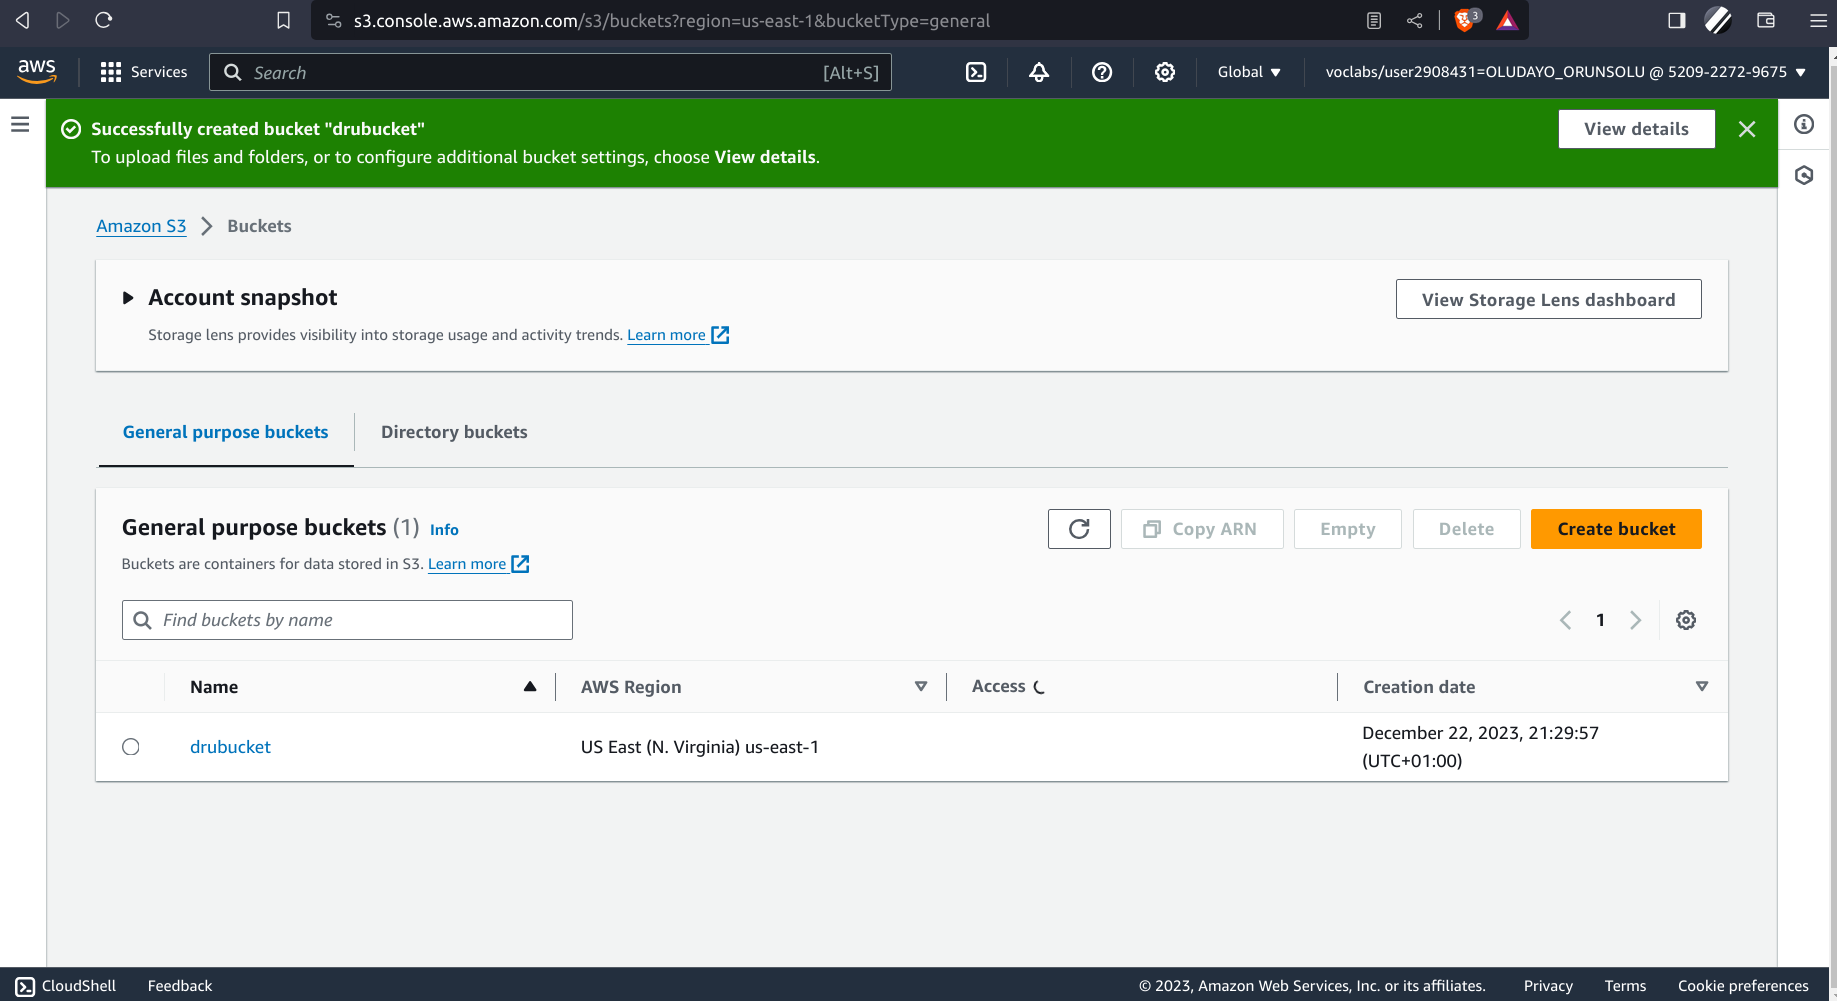 s3.console.aws.amazon.com/s3/buckets?region=us-east-1&bucketType=general
3
aws
Services
Search
[Alt+S]
Global
voclabs/user2908431=OLUDAYO_ORUNSOLU @ 5209-2272-9675
Successfully created bucket "drubucket"
To upload files and folders, or to configure additional bucket settings, choose View details.
View details
Amazon S3
Buckets
Account snapshot
View Storage Lens dashboard
Storage lens provides visibility into storage usage and activity trends. Learn more
General purpose buckets
Directory buckets
General purpose buckets (1) Info
Copy ARN
Empty
Delete
Create bucket
Buckets are containers for data stored in S3. Learn more
Find buckets by name
1
Name
AWS Region
Access
Creation date
drubucket
US East (N. Virginia) us-east-1
December 22, 2023, 21:29:57
(UTC+01:00)
CloudShell
Feedback
© 2023, Amazon Web Services, Inc. or its affiliates.
Privacy
Terms
Cookie preferences